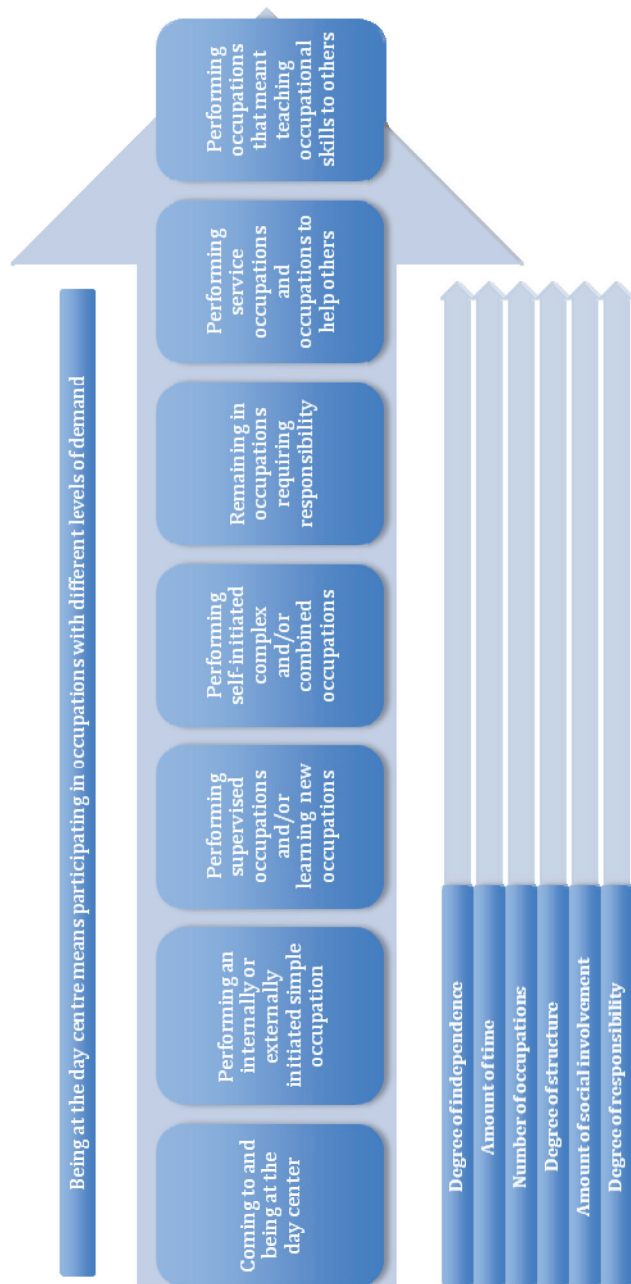 Being at the day centre means participating in occupations with different levels of demand
Coming to and
being at the
day center
Performing an
internally or
externally
initiated simple
occupation
Performing
supervised
occupations
and/or
learning new
occupations
Performing
self-initiated
complex
and/or
combined
occupations
Remaining in
occupations
requiring
responsibility
Performing
service
occupations
and
occupations to
help others
Performing
occupations
that meant
teaching
occupational
skills to others
Degree of independence
Amount of time
Number of occupations
Degree of structure
Amount of social involvement
Degree of responsibility